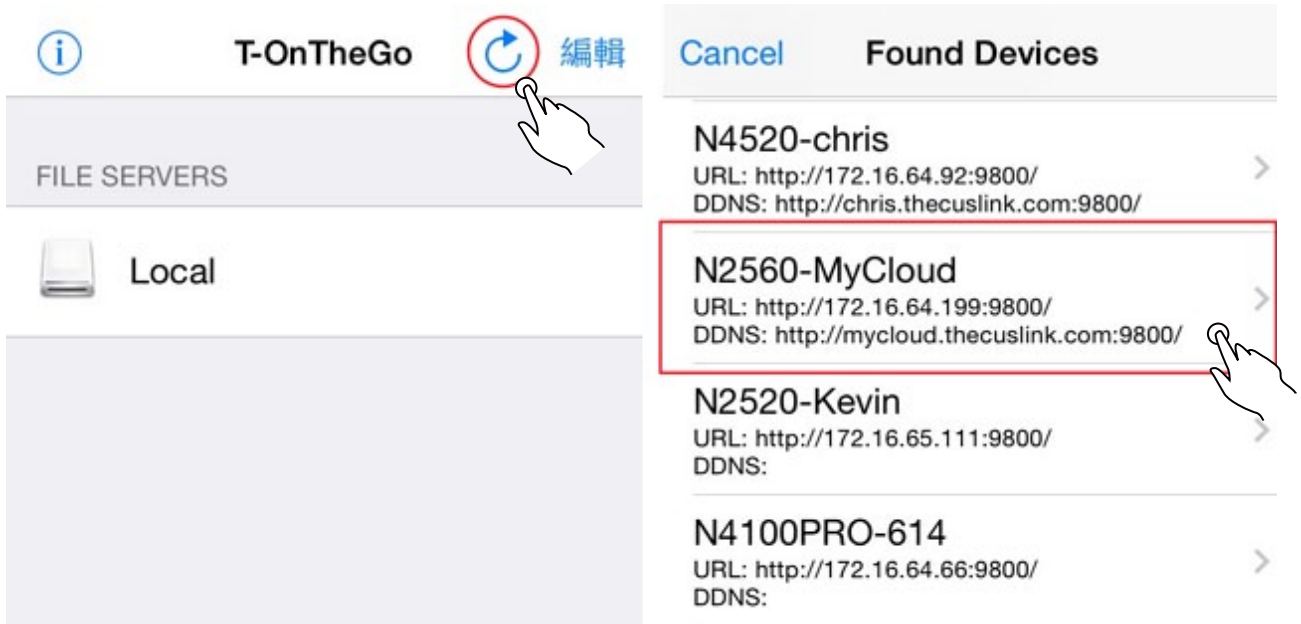 T-OnTheGo
編輯
FILE SERVERS
Local
Cancel
Found Devices
N4520-chris
URL: http://172.16.64.92:9800/
DDNS: http://chris.thecuslink.com:9800/
N2560-MyCloud
URL: http://172.16.64.199:9800/
DDNS: http://mycloud.thecuslink.com:9800/
N2520-Kevin
URL: http://172.16.65.111:9800/
DDNS:
N4100PRO-614
URL: http://172.16.64.66:9800/
DDNS: